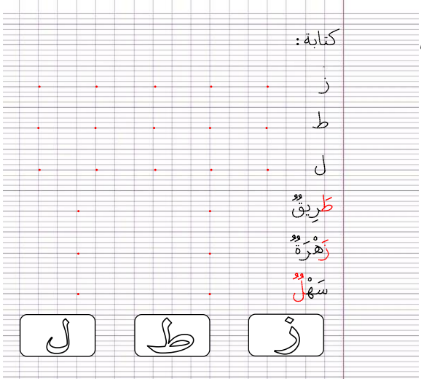 كتابة:
ز
ط
ل
طَرِيقٌ
زَهْرَةٌ
سَهْلٌ
ز ط ل